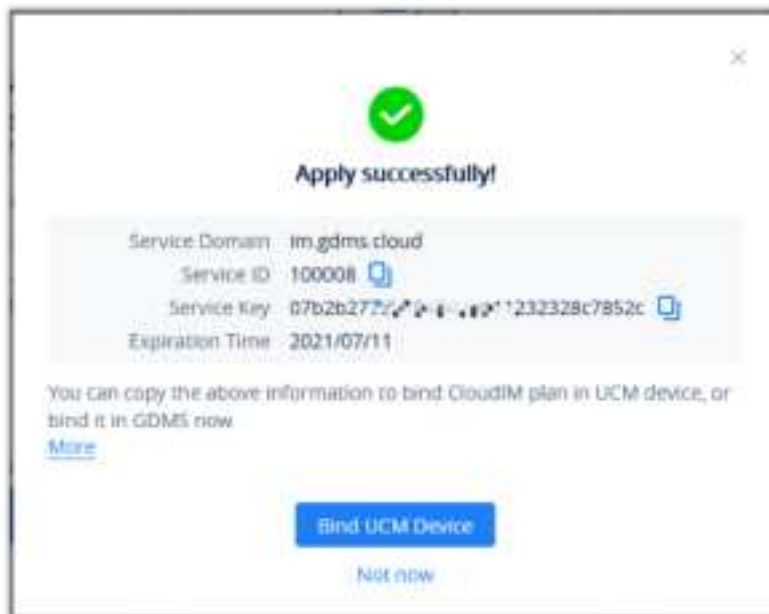 Apply successfully!
Service Domain im.gdms.cloud
Service ID 100008
Service Key
Expiration Time 2021/07/11
You can copy the above information to bind CloudIM plan in UCM device, or
bind it in GDMS now
More
Bind UCM Device
Not now